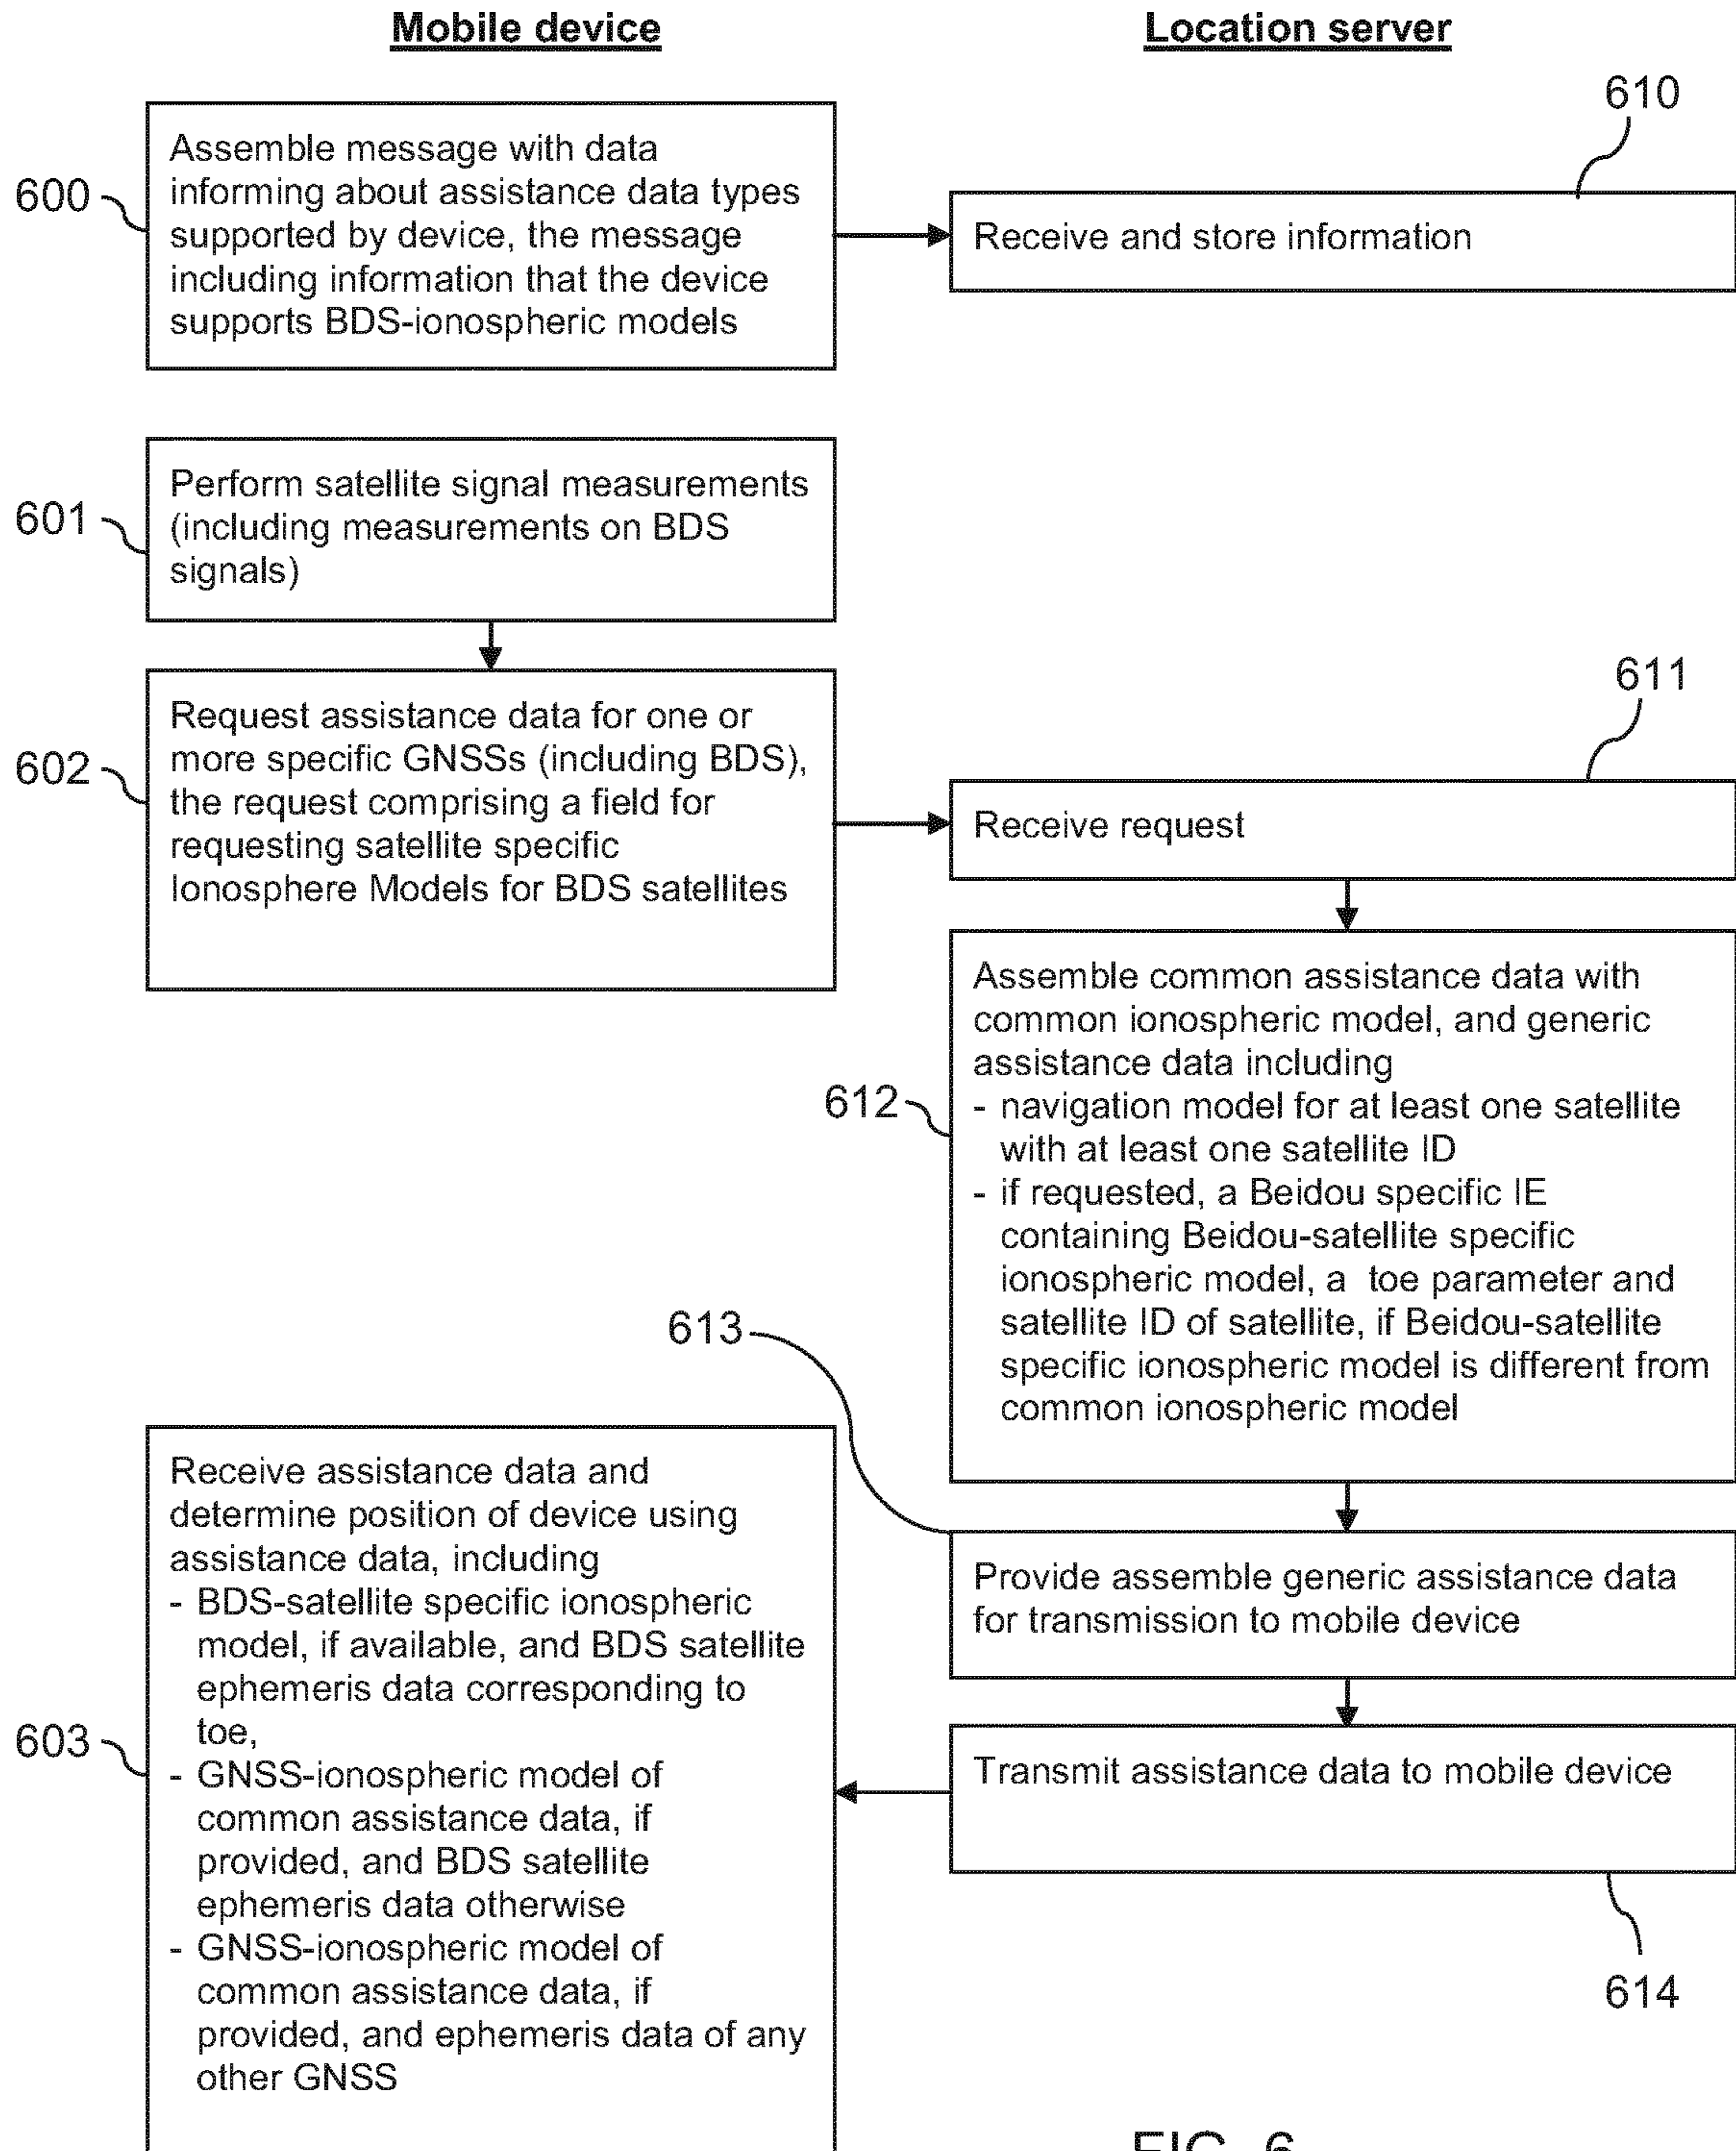 Mobile device
Location server
610
600
Assemble message with data
informing about assistance data types
supported by device, the message
including information that the device
supports BDS-ionospheric models
Receive and store information
601
Perform satellite signal measurements
(including measurements on BDS
signals)
611
602
Request assistance data for one or
more specific GNSSs (including BDS),
the request comprising a field for
requesting satellite specific
Ionosphere Models for BDS satellites
Receive request
612
Assemble common assistance data with
common ionospheric model, and generic
assistance data including
- navigation model for at least one satellite
with at least one satellite ID
- if requested, a Beidou specific IE
containing Beidou-satellite specific
ionospheric model, a toe parameter and
satellite ID of satellite, if Beidou-satellite
specific ionospheric model is different from
common ionospheric model
613
Provide assemble generic assistance data
for transmission to mobile device
Transmit assistance data to mobile device
614
603
Receive assistance data and
determine position of device using
assistance data, including
- BDS-satellite specific ionospheric
model, if available, and BDS satellite
ephemeris data corresponding to
toe,
- GNSS-ionospheric model of
common assistance data, if
provided, and BDS satellite
ephemeris data otherwise
- GNSS-ionospheric model of
common assistance data, if
provided, and ephemeris data of any
other GNSS
FIG. 6